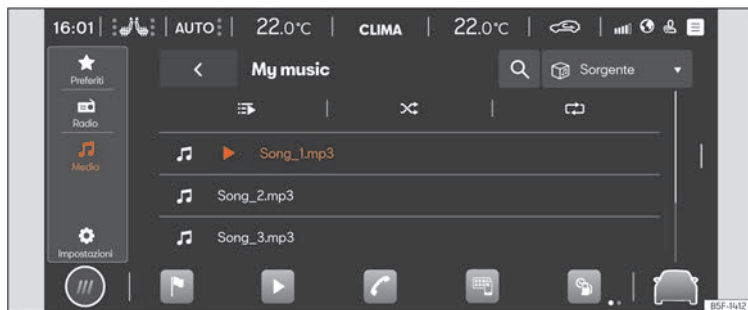 16:01 AUTO 22.0°C CLIMA 22.0°C
Preferiti
My music
Sorgente
Radio
Media
Song_1.mp3
Song_2.mp3
Song_3.mp3
Impostazioni
B5F-1412